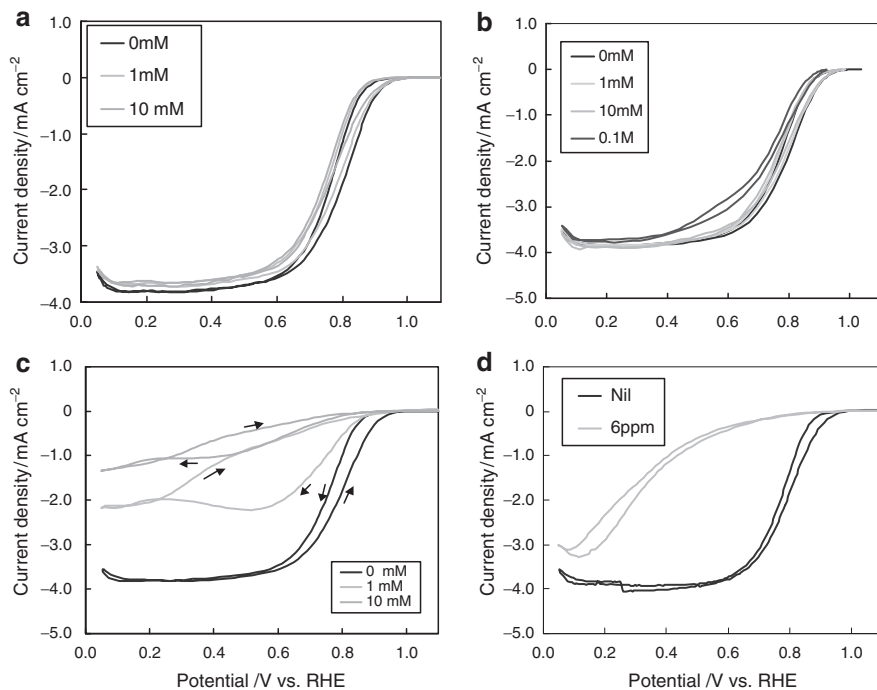 a
1.0
0
−1.0
−2.0
−3.0
−4.0
0.0 0.2 0.4 0.6 0.8 1.0
Current density/mA cm−2
0mM
1mM
10 mM
b
1.0
0
−1.0
−2.0
−3.0
−4.0
−5.0
0.0 0.2 0.4 0.6 0.8 1.0
Current density/mA cm−2
0mM
1mM
10mM
0.1M
c
1.0
0
−1.0
−2.0
−3.0
−4.0
−5.0
0.0 0.2 0.4 0.6 0.8 1.0
Current density/mA cm−2
Potential /V vs. RHE
0 mM
1 mM
10 mM
d
1.0
0
−1.0
−2.0
−3.0
−4.0
−5.0
0.0 0.2 0.4 0.6 0.8 1.0
Current density/mA cm−2
Potential /V vs. RHE
Nil
6ppm